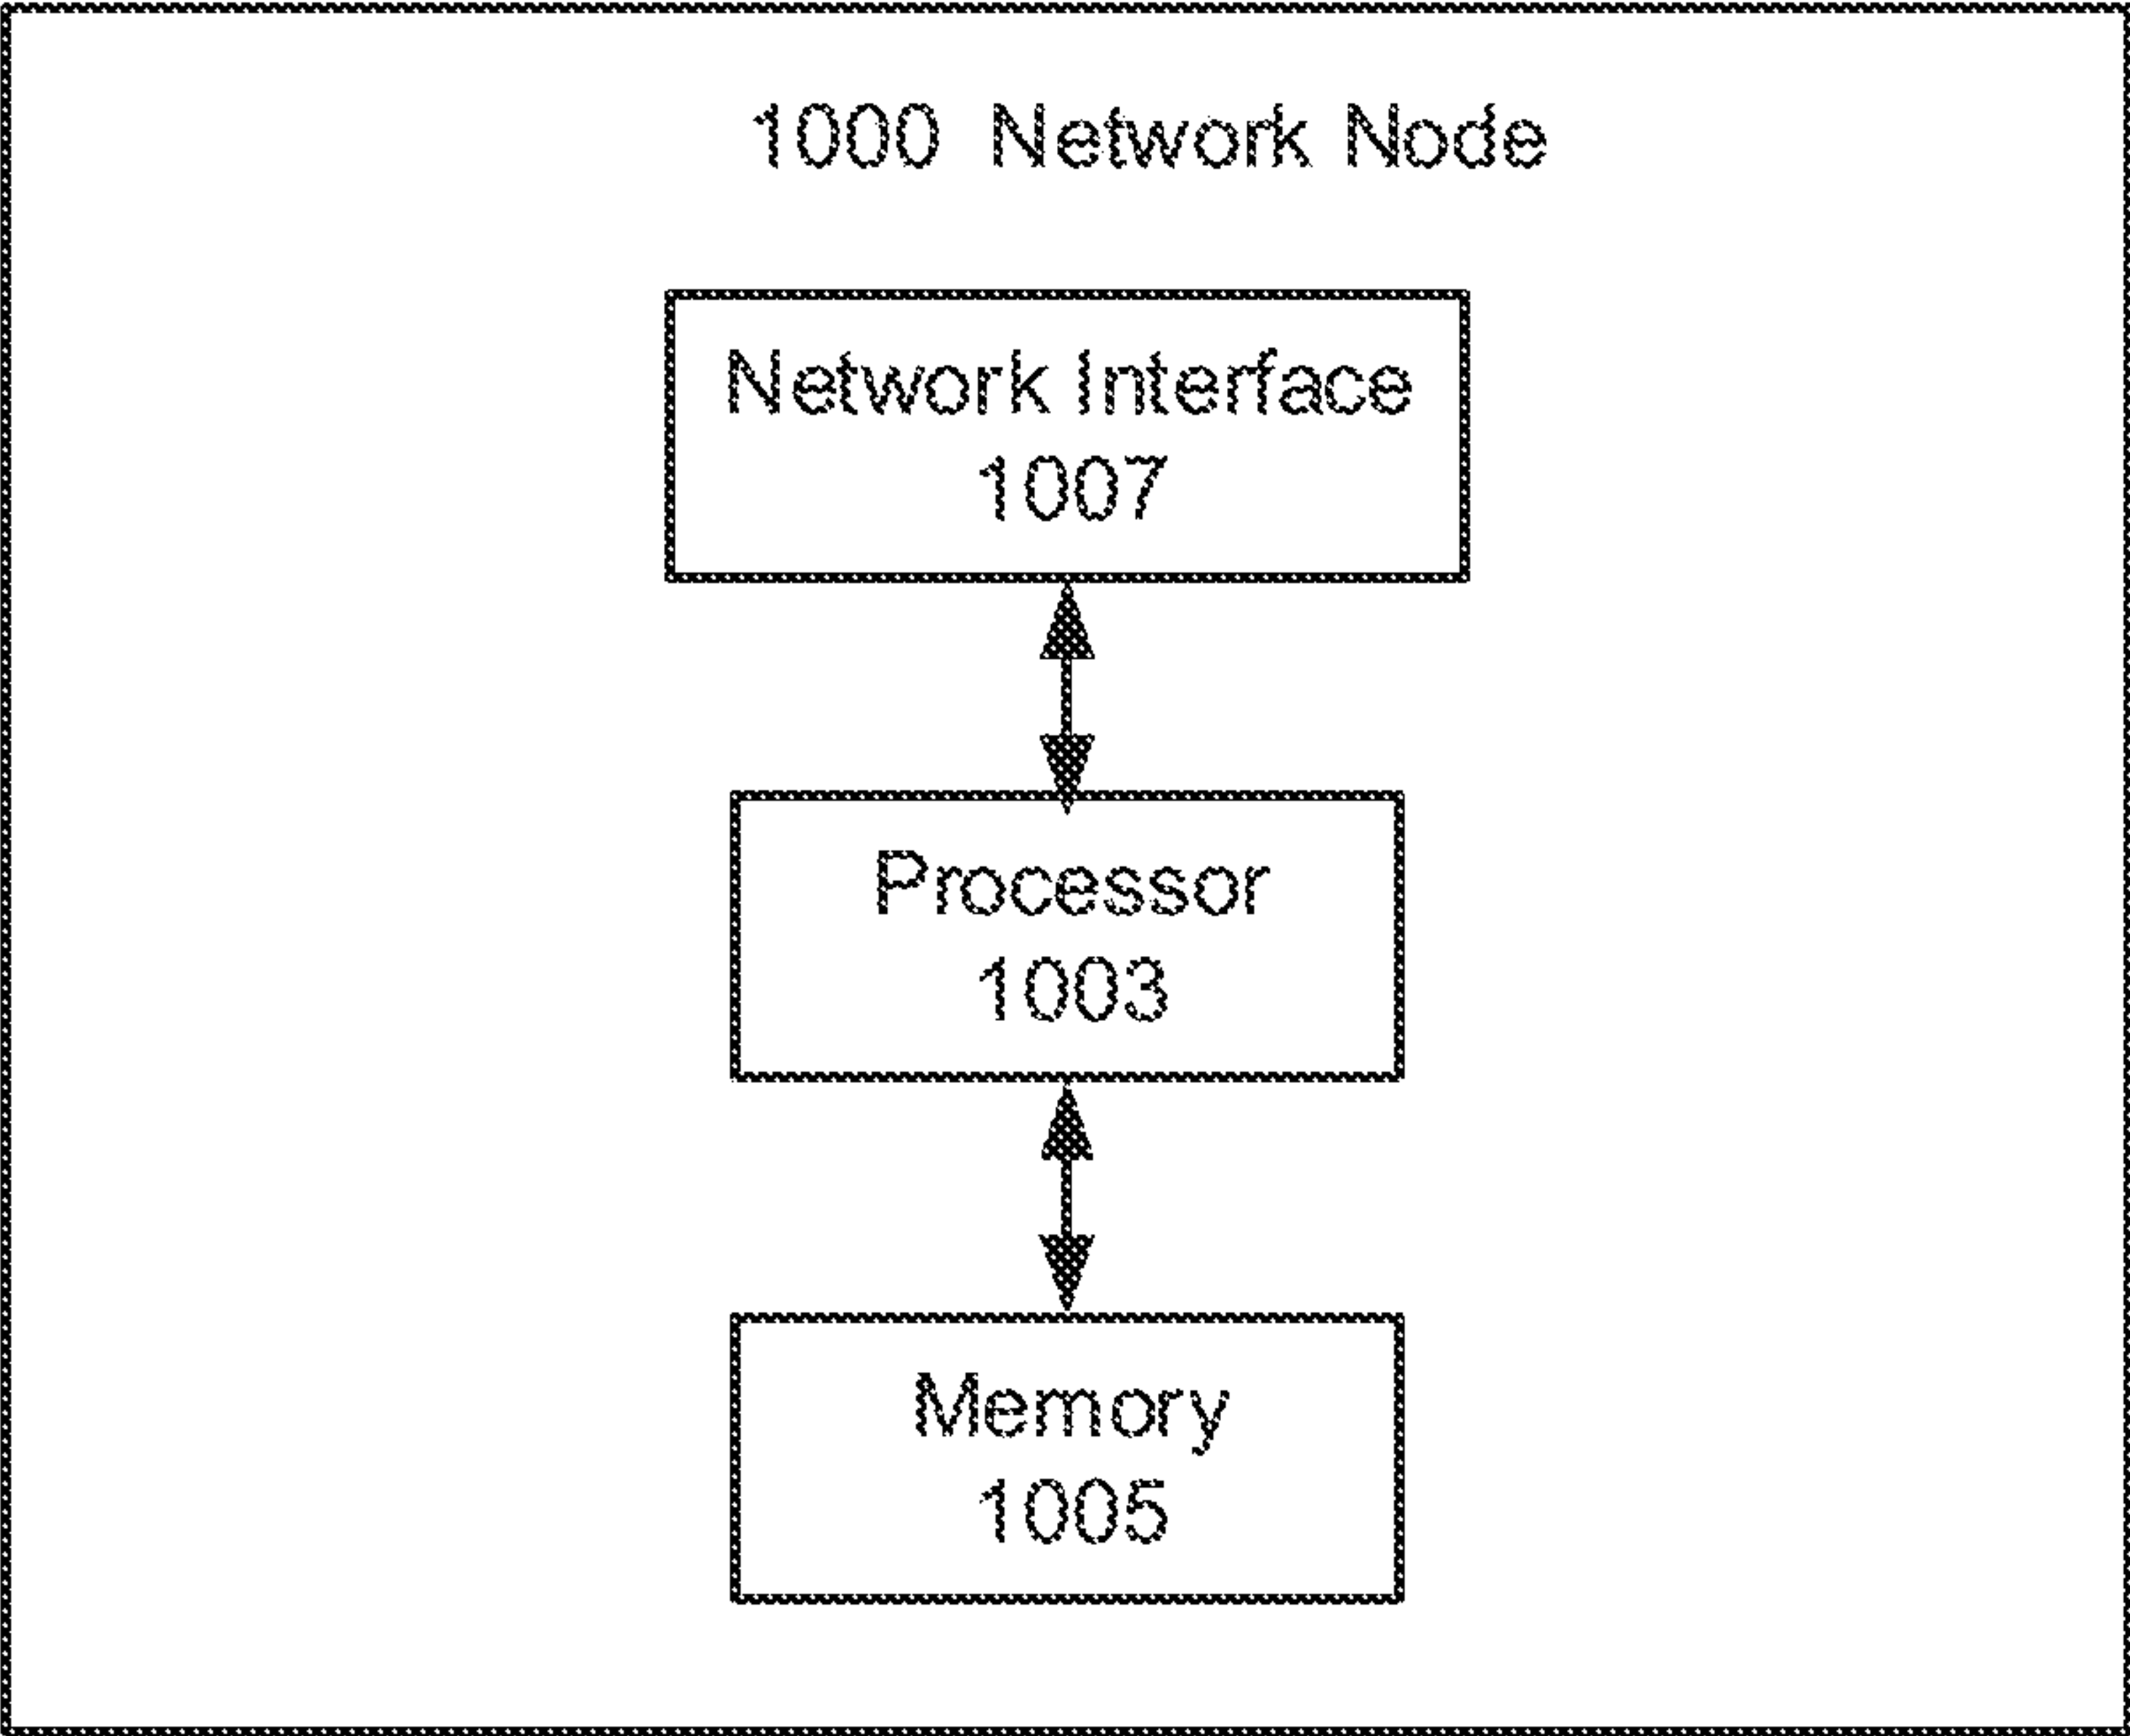 1000 Network Node
Network Interface
1007
Processor
1003
Memory
1005